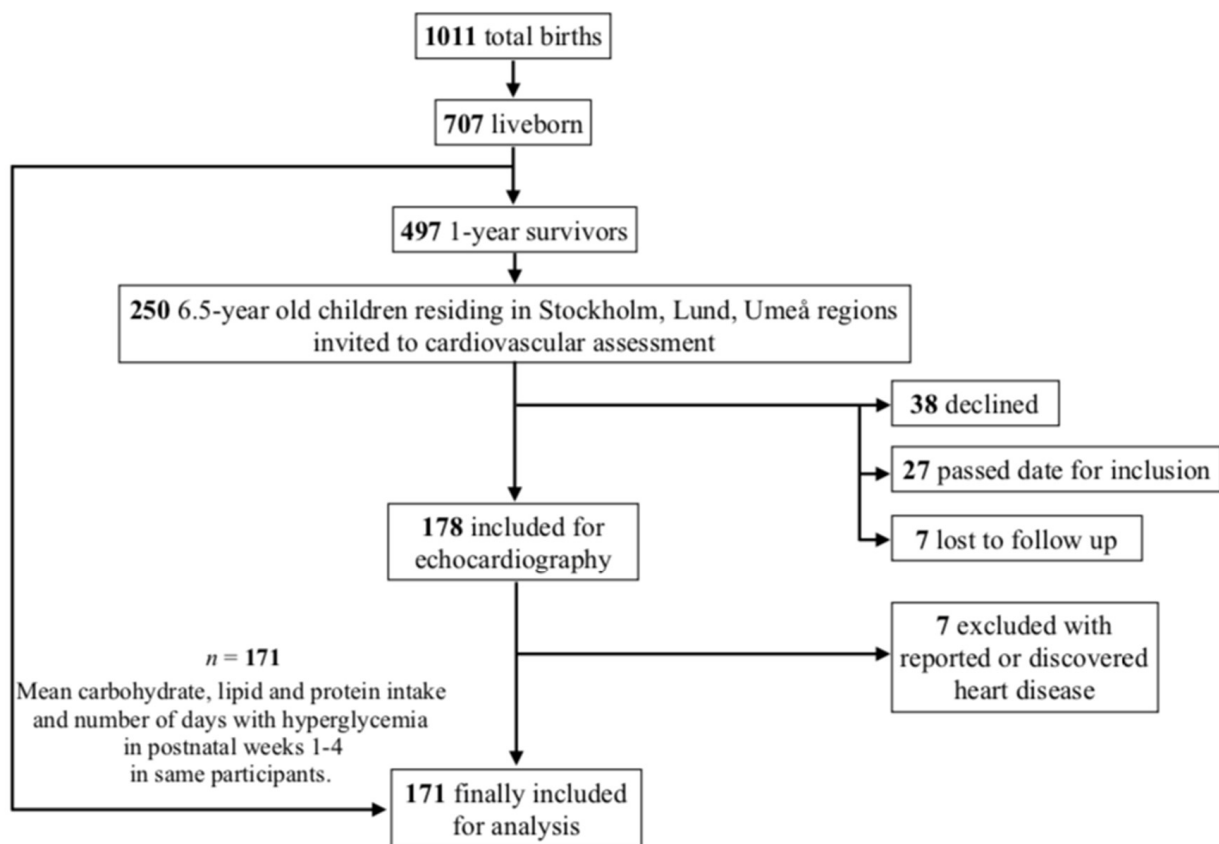 1011 total births
707 liveborn
497 1-year survivors
250 6.5-year old children residing in Stockholm, Lund, Umeå regions
invited to cardiovascular assessment
38 declined
27 passed date for inclusion
7 lost to follow up
178 included for
echocardiography
7 excluded with
reported or discovered
heart disease
n = 171
Mean carbohydrate, lipid and protein intake
and number of days with hyperglycemia
in postnatal weeks 1-4
in same participants.
171 finally included
for analysis